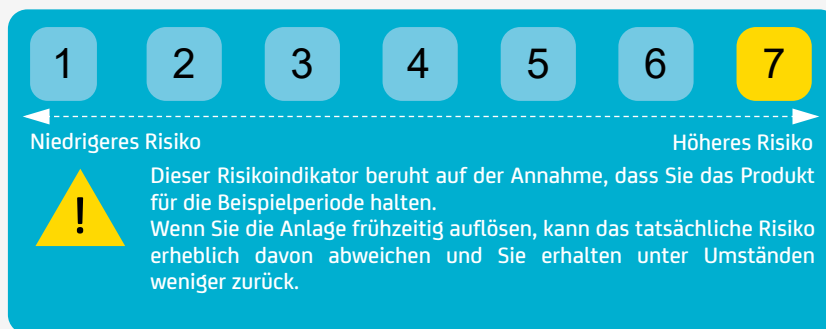 1 2 3 4 5 6 7
Niedrigeres Risiko Höheres Risiko
!
Dieser Risikoindikator beruht auf der Annahme, dass Sie das Produkt
für die Beispielperiode halten.
Wenn Sie die Anlage frühzeitig auflösen, kann das tatsächliche Risiko
erheblich davon abweichen und Sie erhalten unter Umständen
weniger zurück.